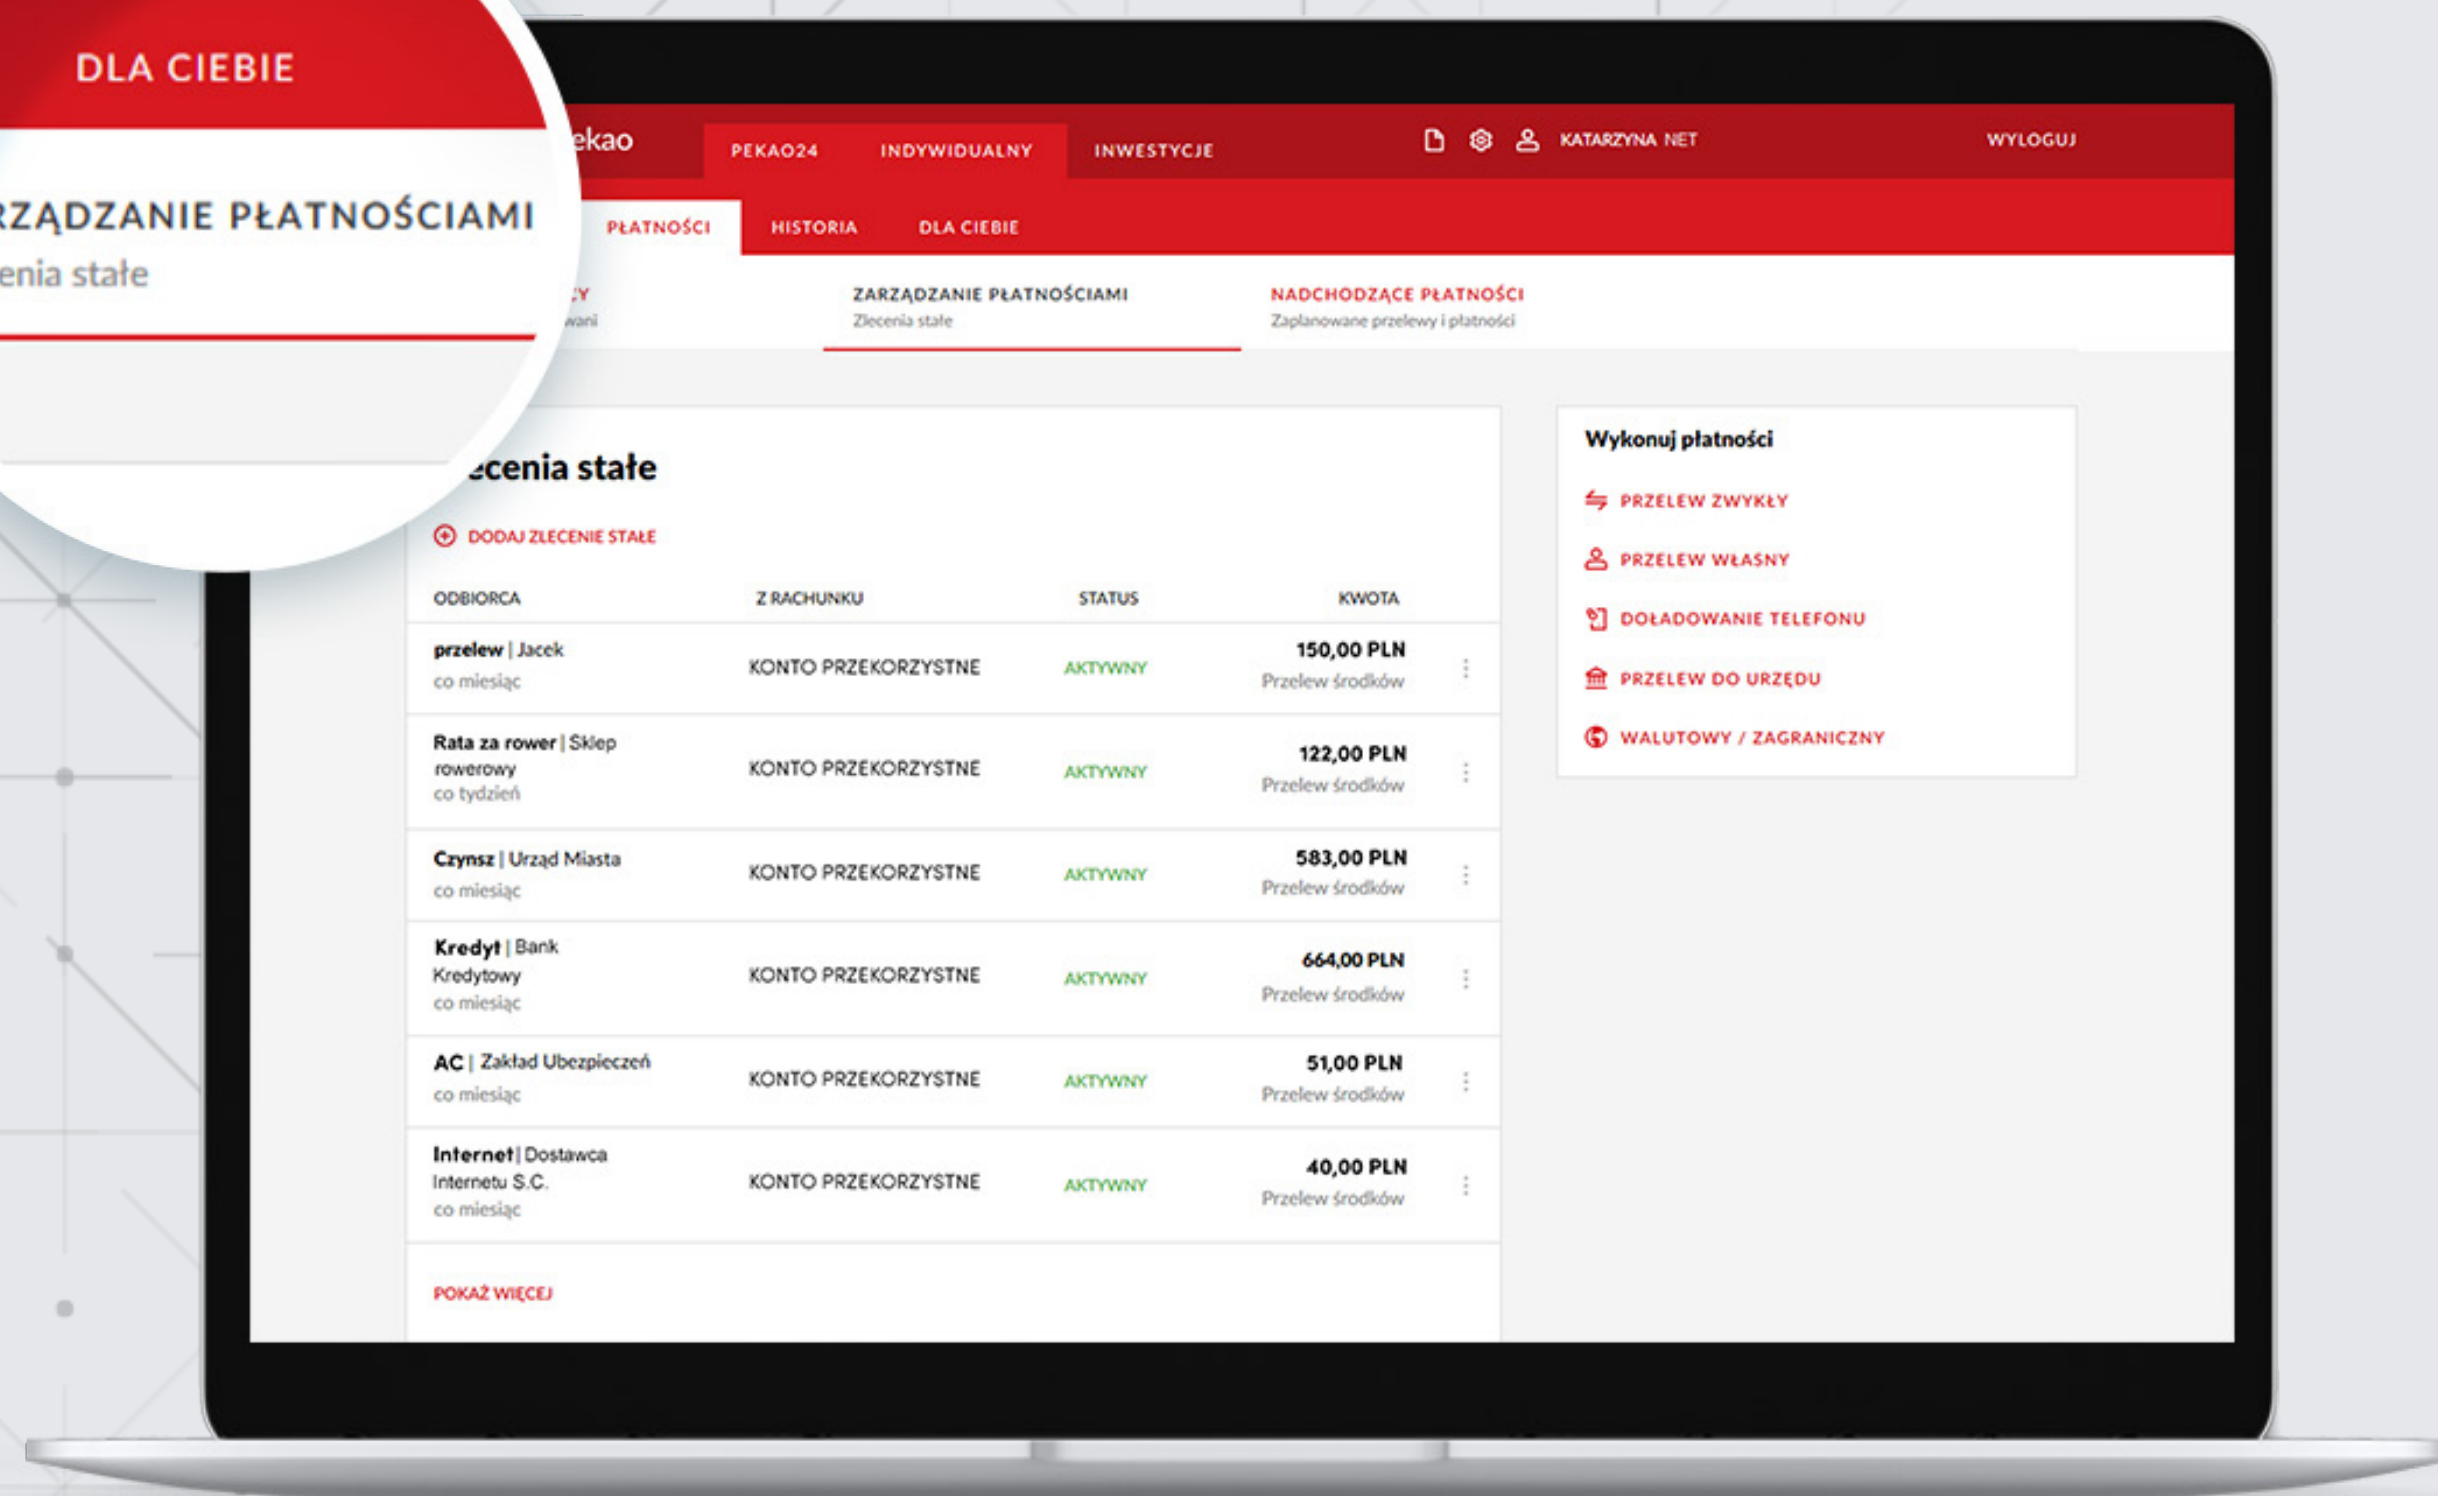 DLA CIEBIE
RZĄDZANIE PŁATNOŚCIAMI
enia stałe
ekao
PEKAO24 INDYWIDUALNY INWESTYCJE
KATARZYNA NET
WYLOGUJ
PŁATNOŚCI HISTORIA DLA CIEBIE
CY
wani
ZARZĄDZANIE PŁATNOŚCIAMI
Zlecenia stałe
NADCHODZĄCE PŁATNOŚCI
Zaplanowane przelewy i płatności
ecenia stałe
DODAJ ZLECENIE STAŁE
ODBIORCA Z RACHUNKU STATUS KWOTA
przelew | Jacek
co miesiąc
KONTO PRZEKORZYSTNE
AKTYWNY
150,00 PLN
Przelew środków
Rata za rower | Sklep
rowerowy
co tydzień
KONTO PRZEKORZYSTNE
AKTYWNY
122,00 PLN
Przelew środków
Czynsz | Urząd Miasta
co miesiąc
KONTO PRZEKORZYSTNE
AKTYWNY
583,00 PLN
Przelew środków
Kredyt | Bank
Kredytowy
co miesiąc
KONTO PRZEKORZYSTNE
AKTYWNY
664,00 PLN
Przelew środków
AC | Zakład Ubezpieczeń
co miesiąc
KONTO PRZEKORZYSTNE
AKTYWNY
51,00 PLN
Przelew środków
Internet| Dostawca
Internetu S.C.
co miesiąc
KONTO PRZEKORZYSTNE
AKTYWNY
40,00 PLN
Przelew środków
POKAŻ WIĘCEJ
Wykonuj płatności
PRZELEW ZWYKŁY
PRZELEW WŁASNY
DOŁADOWANIE TELEFONU
PRZELEW DO URZĘDU
WALUTOWY / ZAGRANICZNY